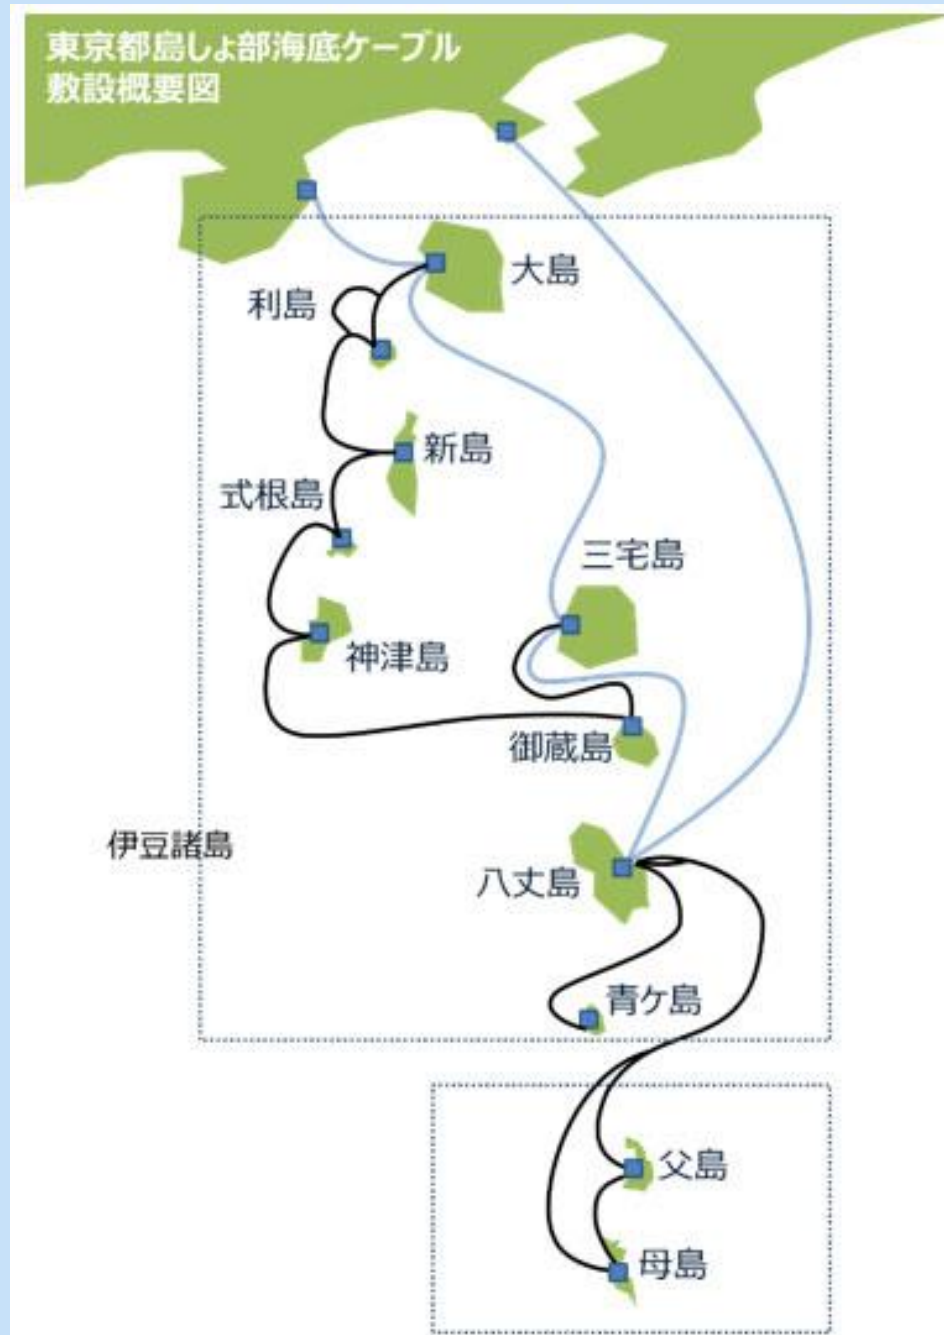 東京都島しょ部海底ケーブル
敷設概要図
大島
利島
新島
式根島
三宅島
神津島
御蔵島
伊豆諸島
八丈島
青ケ島
父島
母島